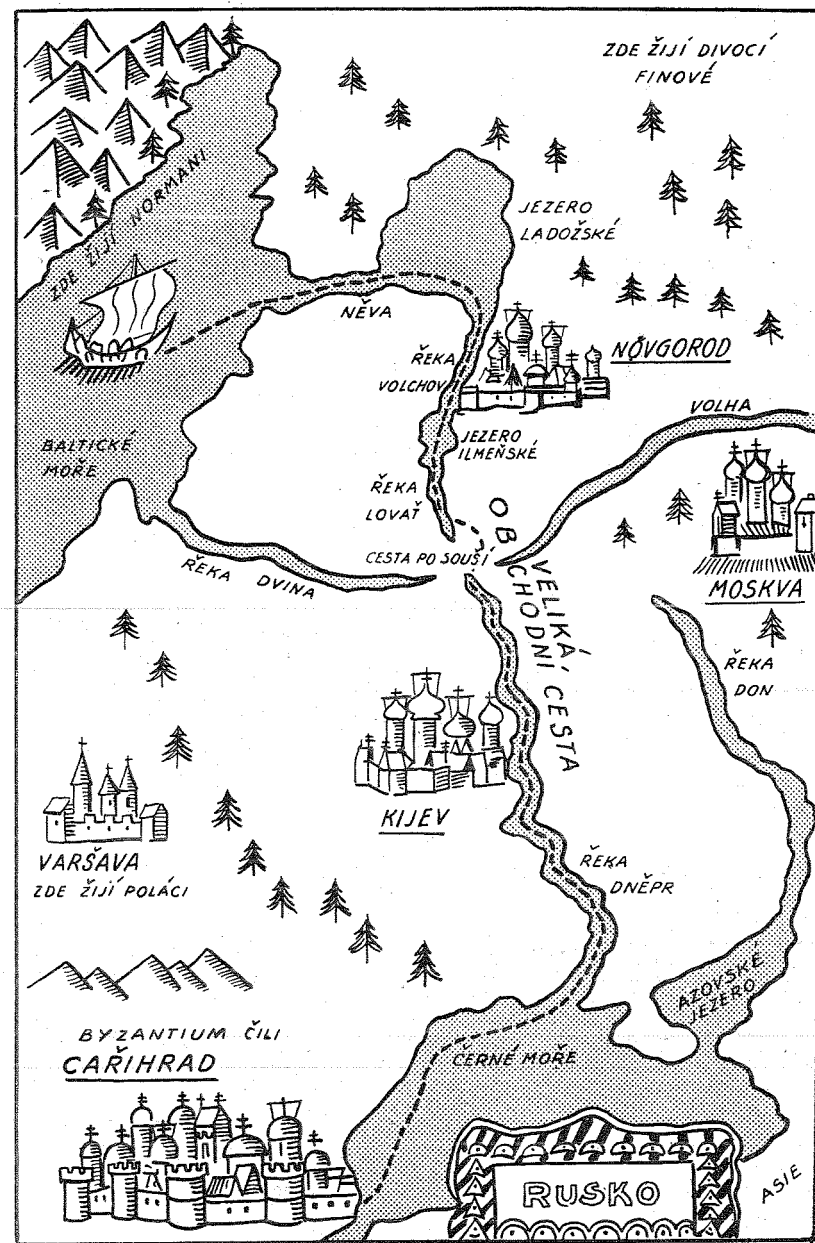 ZDE ŽIJÍ DIVOCÍ
FINOVÉ
ZDE ŽIJÍ NORMANI
JEZERO
LADOŽSKÉ
NĚVA
ŘEKA
VOLCHOV
NOVGOROD
VOLHA
BALTICKÉ
MOŘE
JEZERO
ILMEŇSKÉ
ŘEKA
LOVAŤ
CESTA PO SOUŠI
ŘEKA DVINA
VELIKÁ OB
CHODNÍ CESTA
MOSKVA
ŘEKA
DON
KIJEV
VARŠAVA
ZDE ŽIJÍ POLÁCI
ŘEKA
DNĚPR
AZOVSKÉ
JEZERO
BYZANTIUM ČILI
CAŘIHRAD
ČERNÉ MOŘE
RUSKO
ASIE